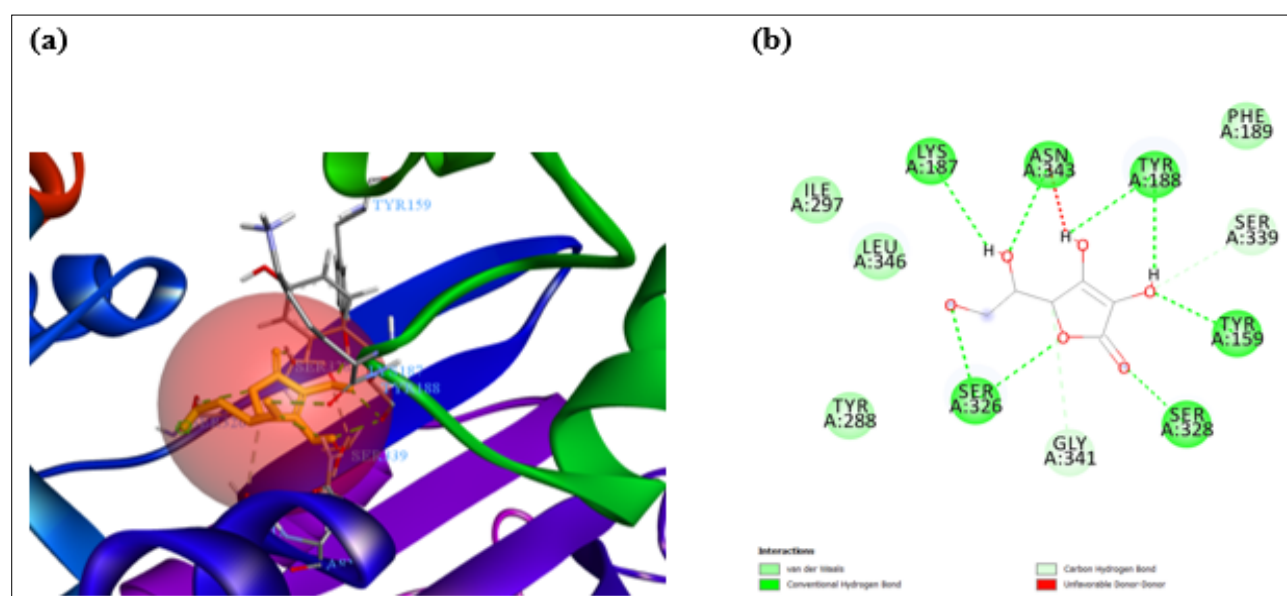 (a)
TYR159
TYR188
SER339
(b)
PHE
A:189
LYS
A:187
ASN
A:343
TYR
A:188
ILE
A:297
SER
A:339
LEU
A:346
H
H
O
O
H
O
O
TYR
A:159
O
O
SER
A:326
SER
A:328
TYR
A:288
GLY
A:341
Interactions
van der Waals
Conventional Hydrogen Bond
Carbon Hydrogen Bond
Unfavorable Donor-Donor